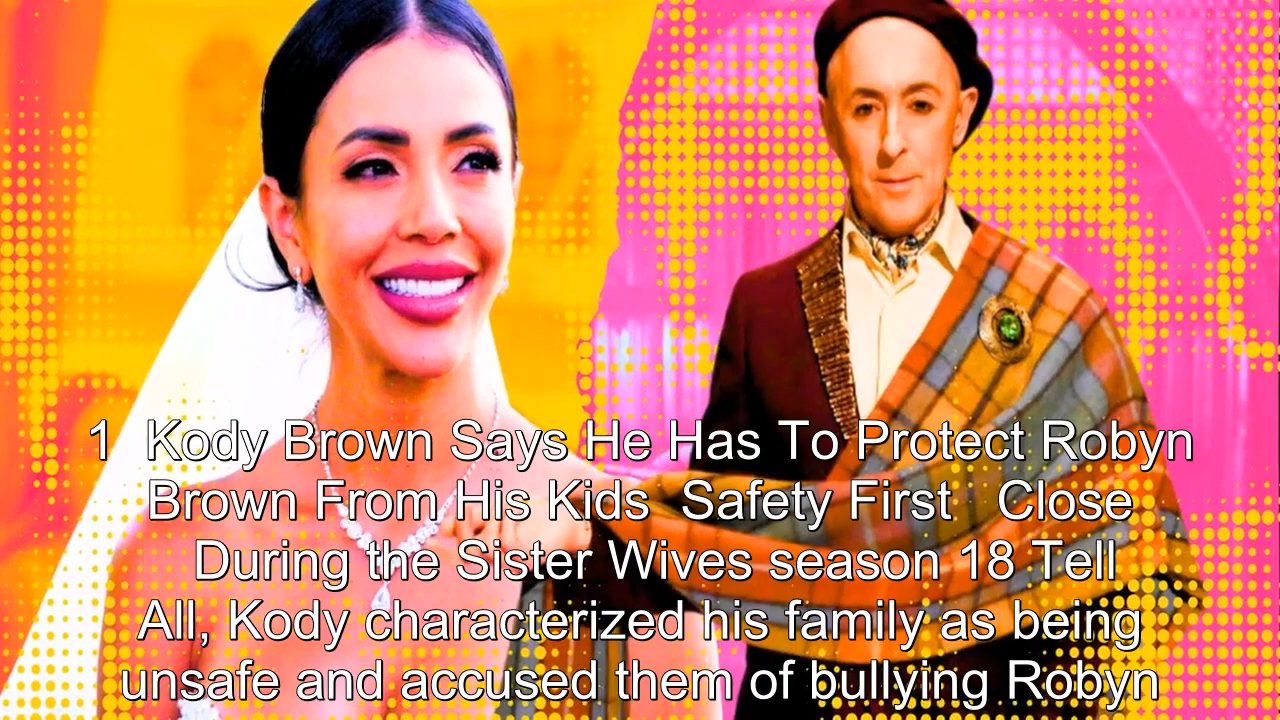 1  Kody Brown Says He Has To Protect Robyn
Brown From His Kids  Safety First   Close
During the Sister Wives season 18 Tell
All, Kody characterized his family as being
unsafe and accused them of bullying Robyn